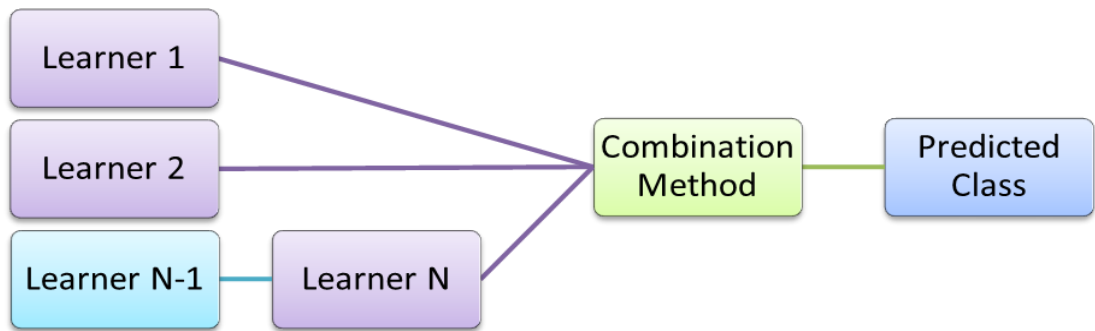 Learner 1
Learner 2
Learner N-1
Learner N
Combination
Method
Predicted
Class